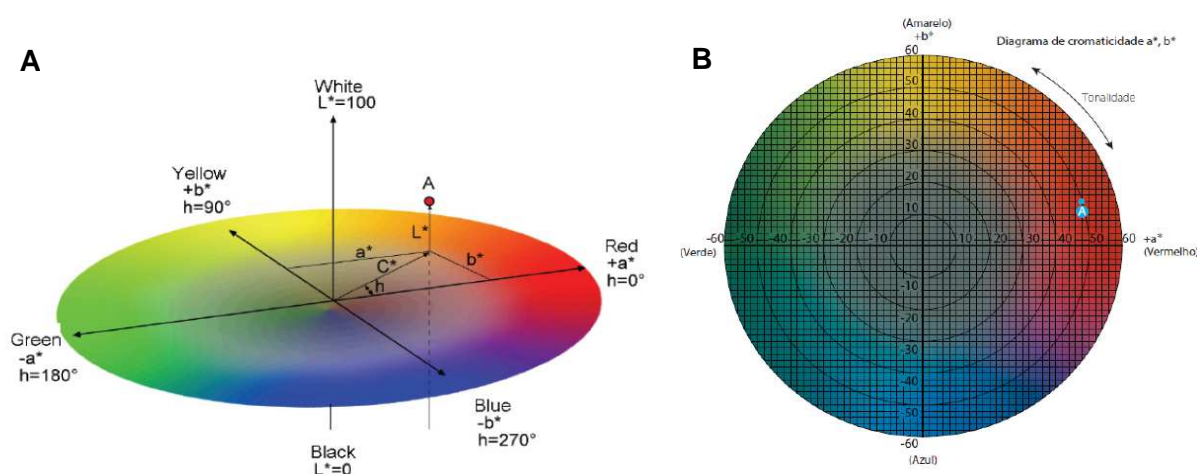 A
White
L*=100
Yellow
+b*
h=90°
A
L*
a*
C*
b*
h
Red
+a*
h=0°
Green
-a*
h=180°
Blue
-b*
h=270°
Black
L*=0
B
(Amarelo)
+b*
Diagrama de cromaticidade a*, b*
Tonalidade
60
50
40
30
20
10
A
-60 -50 -40 -30 -20 -10 10 20 30 40 50 60 +a*
(Verde) (Vermelho)
-10
-20
-30
-40
-50
-60
(Azul)